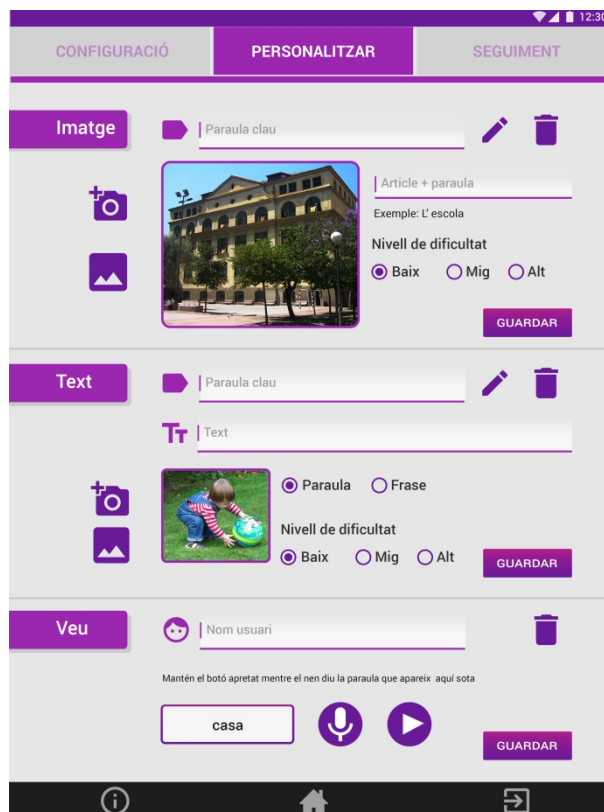 12:30
CONFIGURACIÓ PERSONALITZAR SEGUIMENT
Imatge
Paraula clau
Article + paraula
Exemple: L' escola
Nivell de dificultat
Baix Mig Alt
GUARDAR
Text
Paraula clau
Tt Text
Paraula Frase
Nivell de dificultat
Baix Mig Alt
GUARDAR
Veu
Nom usuari
Mantén el botó apretat mentre el nen diu la paraula que apareix aquí sota
casa
GUARDAR